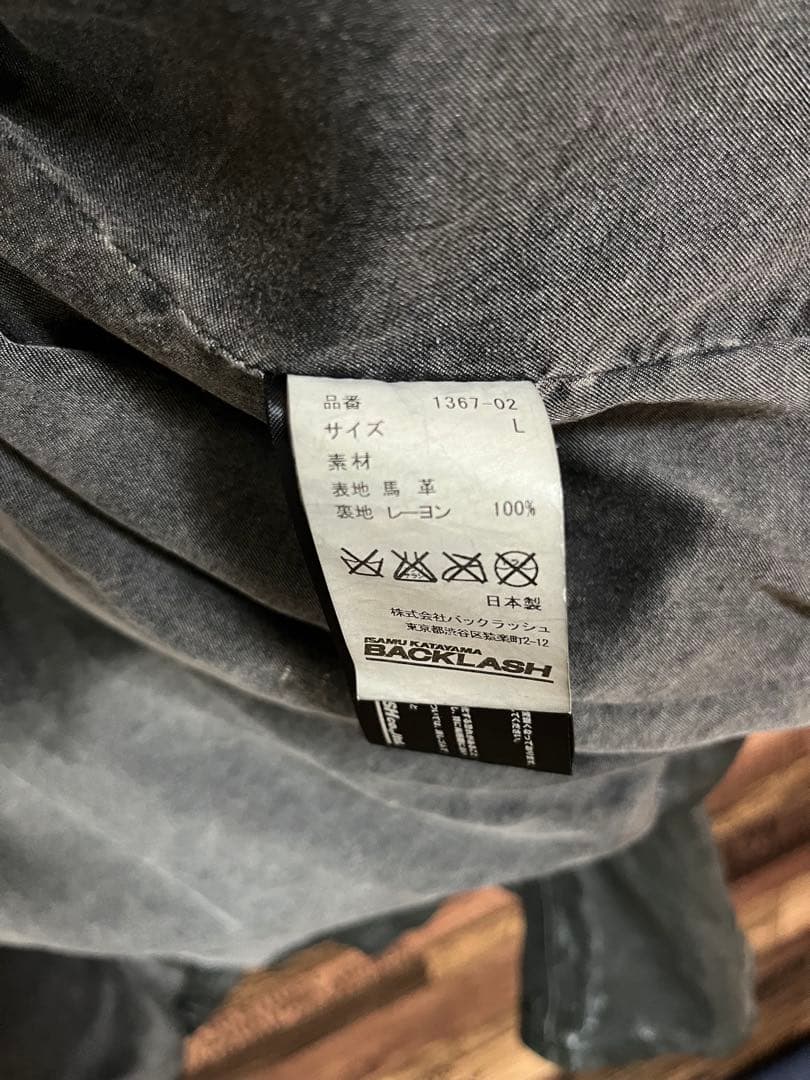 品番 1367-02
サイズ L
素材
表地 馬 革
裏地 レーヨン 100%
日本製
株式会社バックラッシュ
東京都渋谷区猿楽町2-12
ISAMU KATAYAMA
BACKLASH